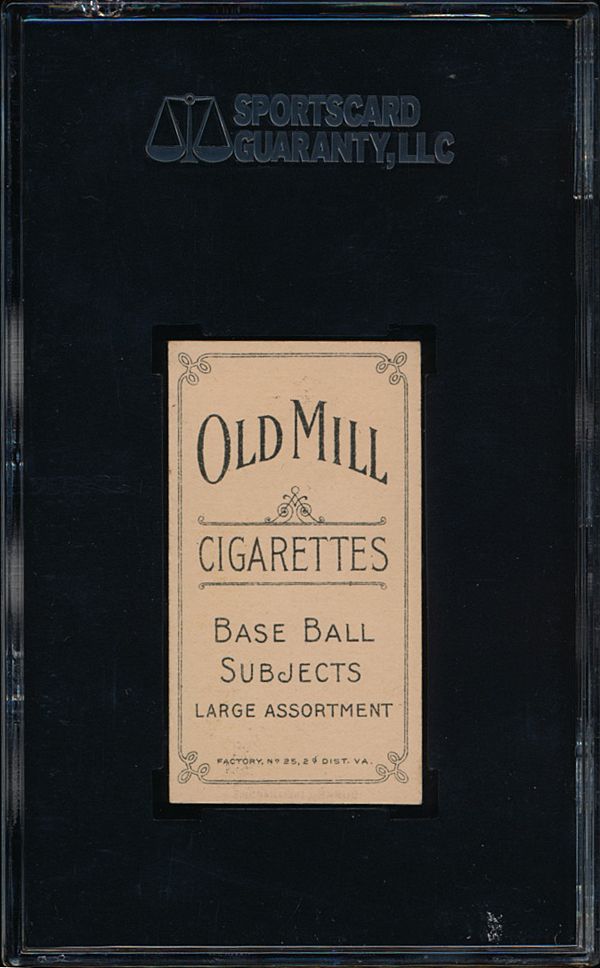 SPORTSCARD
GUARANTY, LLC
OLD MILL
CIGARETTES
BASE BALL
SUBJECTS
LARGE ASSORTMENT
FACTORY, No 25, 2d DIST. VA.